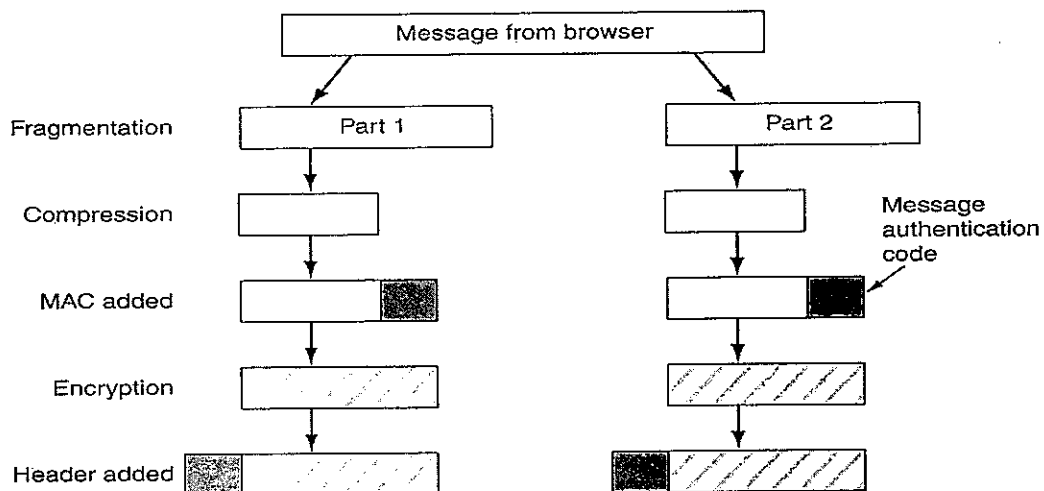 Message from browser
Fragmentation
Part 1
Part 2
Compression
Message
authentication
code
MAC added
Encryption
Header added